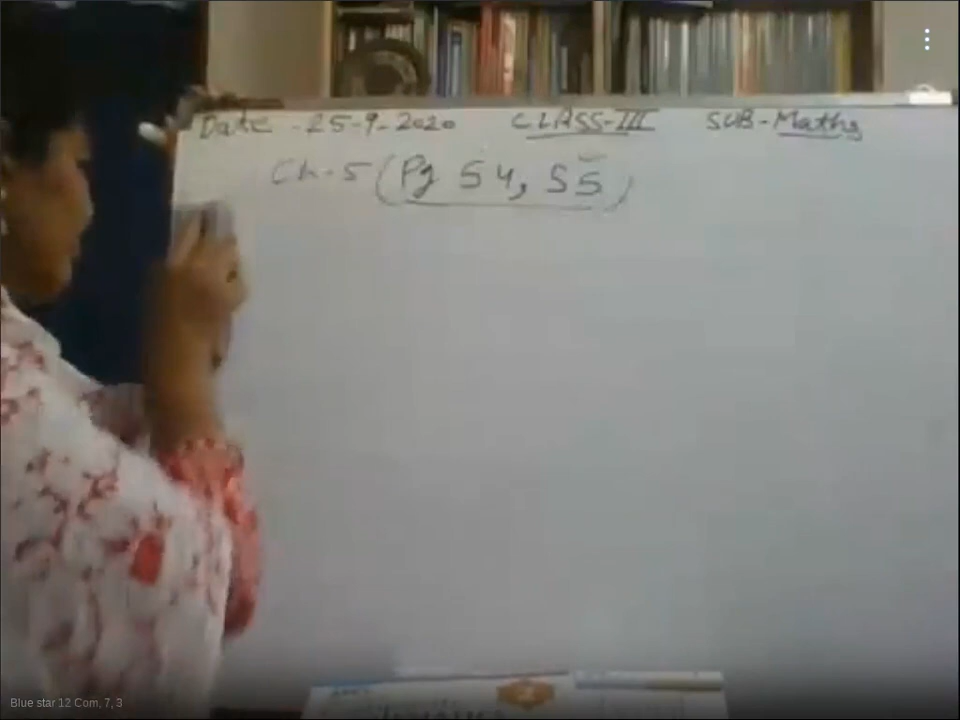 Date - 25-9-2020 CLASS-III SUB-Maths
Ch-5 (Pg 54, 55)
Blue star 12 Com, 7, 3